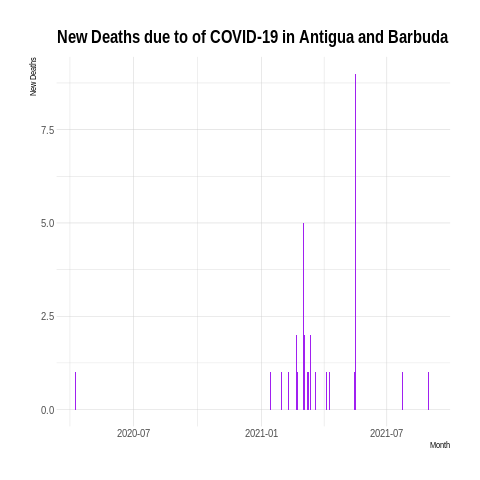 New Deaths due to of COVID-19 in Antigua and Barbuda
New Deaths
7.5
5.0
2.5
0.0
2020-07
2021-01
2021-07
Month